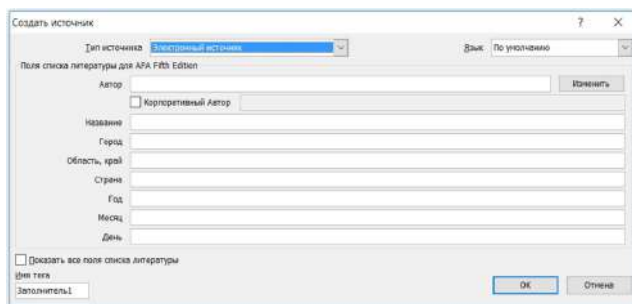 Создать источник ? X
Тип источника Электронный источник Язык По умолчанию
Поля списка литературы для APA Fifth Edition
Автор Изменить
Корпоративный Автор
Название
Город
Область, край
Страна
Год
Месяц
День
Показать все поля списка литературы
Имя тега
Заполнитель1 ОК Отмена